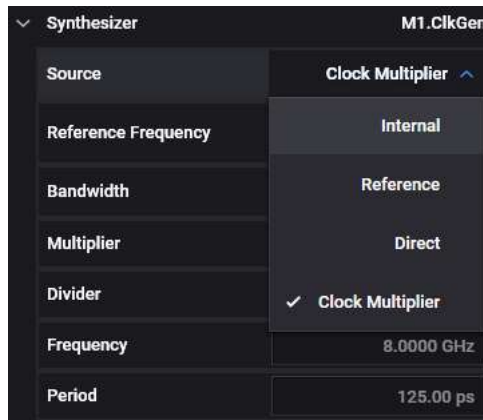 Synthesizer M1.ClkGen
Source Clock Multiplier
Reference Frequency Internal
Bandwidth Reference
Multiplier Direct
Divider Clock Multiplier
Frequency 8.0000 GHz
Period 125.00 ps